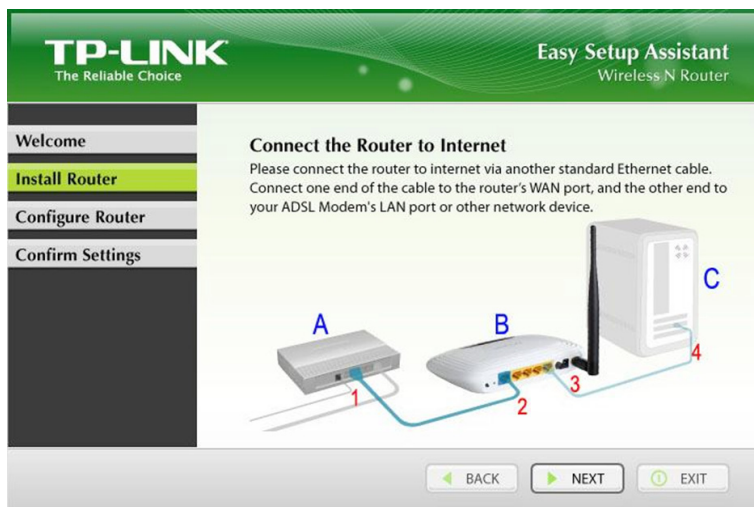 TP-LINK
The Reliable Choice
Easy Setup Assistant
Wireless N Router
Welcome
Install Router
Configure Router
Confirm Settings
Connect the Router to Internet
Please connect the router to internet via another standard Ethernet cable.
Connect one end of the cable to the router's WAN port, and the other end to
your ADSL Modem's LAN port or other network device.
A
B
C
1
2
3
4
BACK
NEXT
EXIT